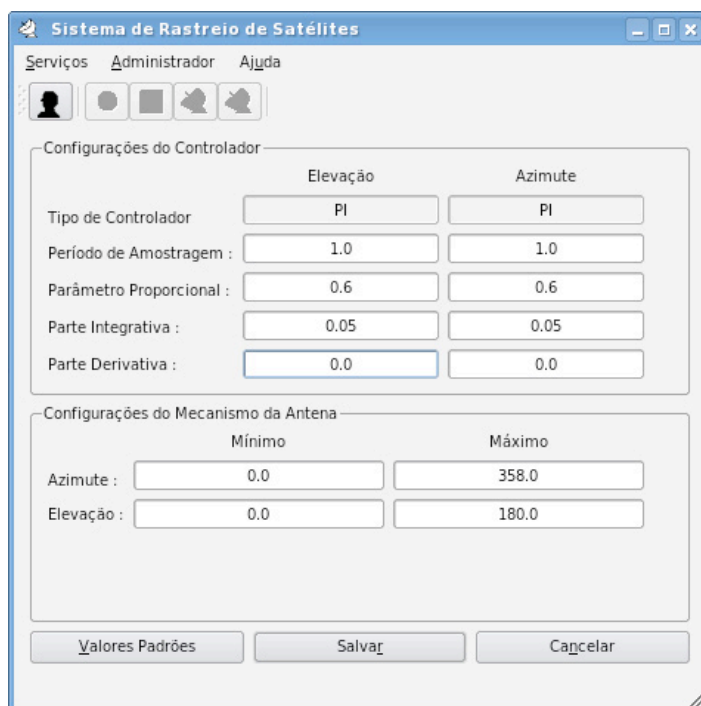 Sistema de Rastreio de Satélites
Serviços Administrador Ajuda
Configurações do Controlador
Elevação Azimute
Tipo de Controlador PI PI
Período de Amostragem : 1.0 1.0
Parâmetro Proporcional : 0.6 0.6
Parte Integrativa : 0.05 0.05
Parte Derivativa : 0.0 0.0
Configurações do Mecanismo da Antena
Mínimo Máximo
Azimute : 0.0 358.0
Elevação : 0.0 180.0
Valores Padrões Salvar Cancelar